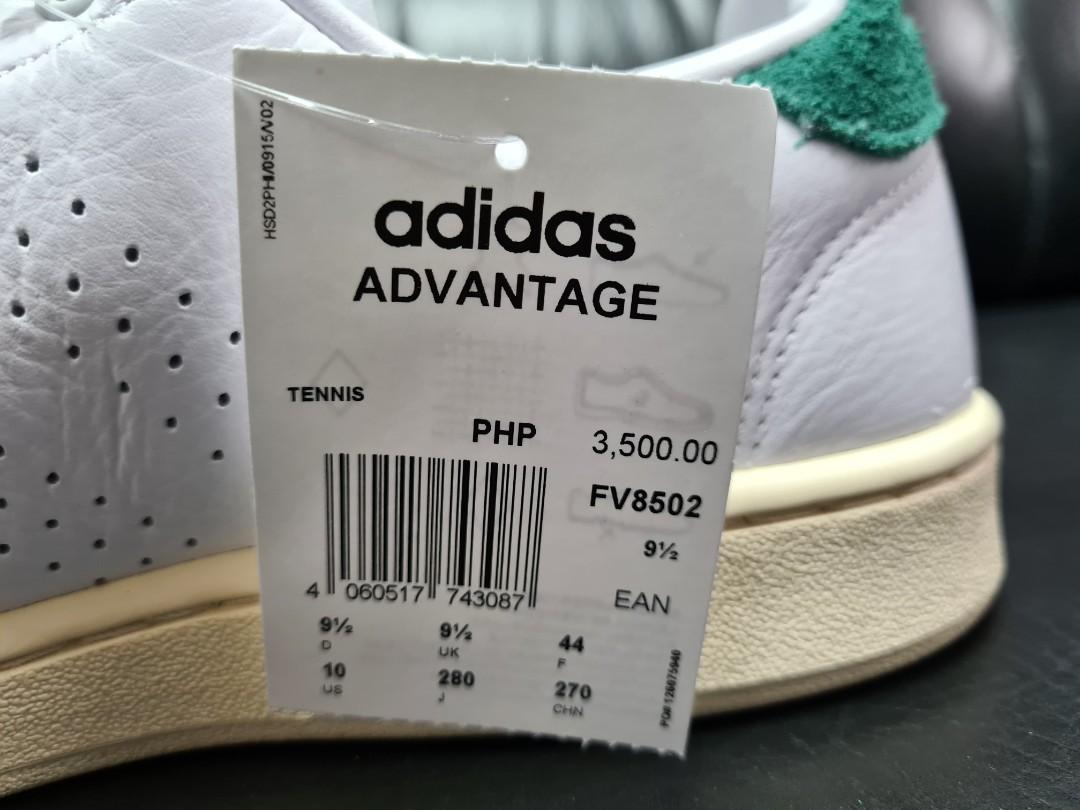 HSD2PHI/0915/V02
adidas
ADVANTAGE
TENNIS
PHP 3,500.00
FV8502
9½
4 060517 743087
EAN
9½ 9½ 44
D UK F
10 280 270
US J CHN